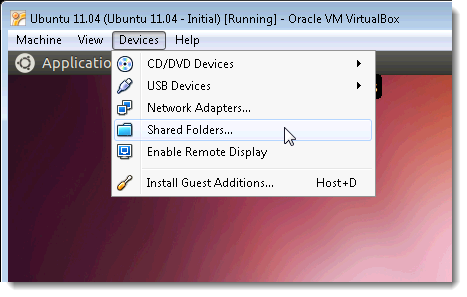 Ubuntu 11.04 (Ubuntu 11.04 - Initial) [Running] - Oracle VM VirtualBox
Machine View Devices Help
Applicatio
CD/DVD Devices
USB Devices
Network Adapters...
Shared Folders...
Enable Remote Display
Install Guest Additions... Host+D